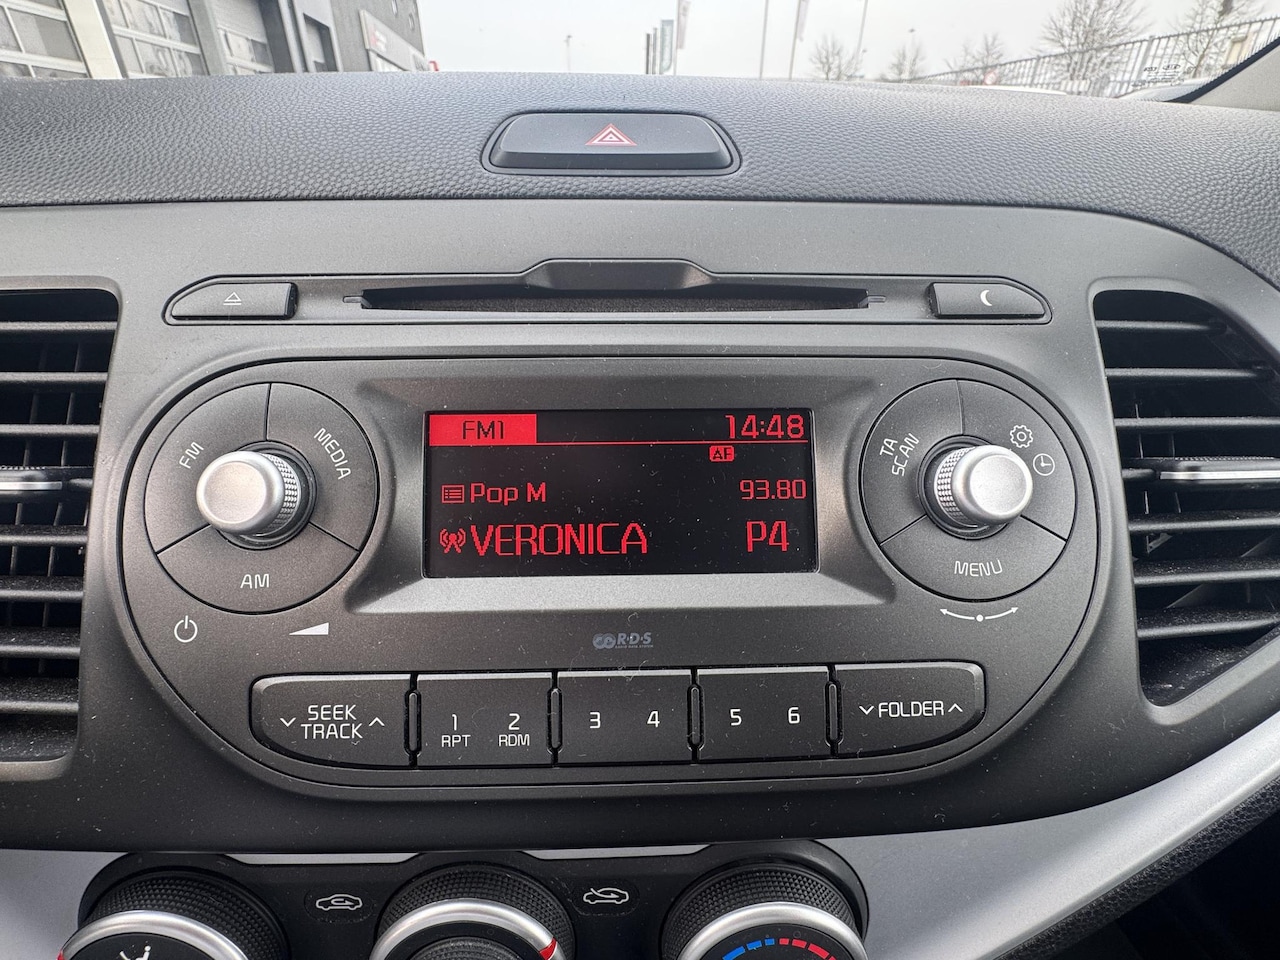 FM1 14:48
AF
Pop M 93.80
VERONICA P4
FM
MEDIA
AM
TA
SCAN
MENU
R·D·S
SEEK
TRACK
1
RPT
2
RDM
3 4
5 6
FOLDER